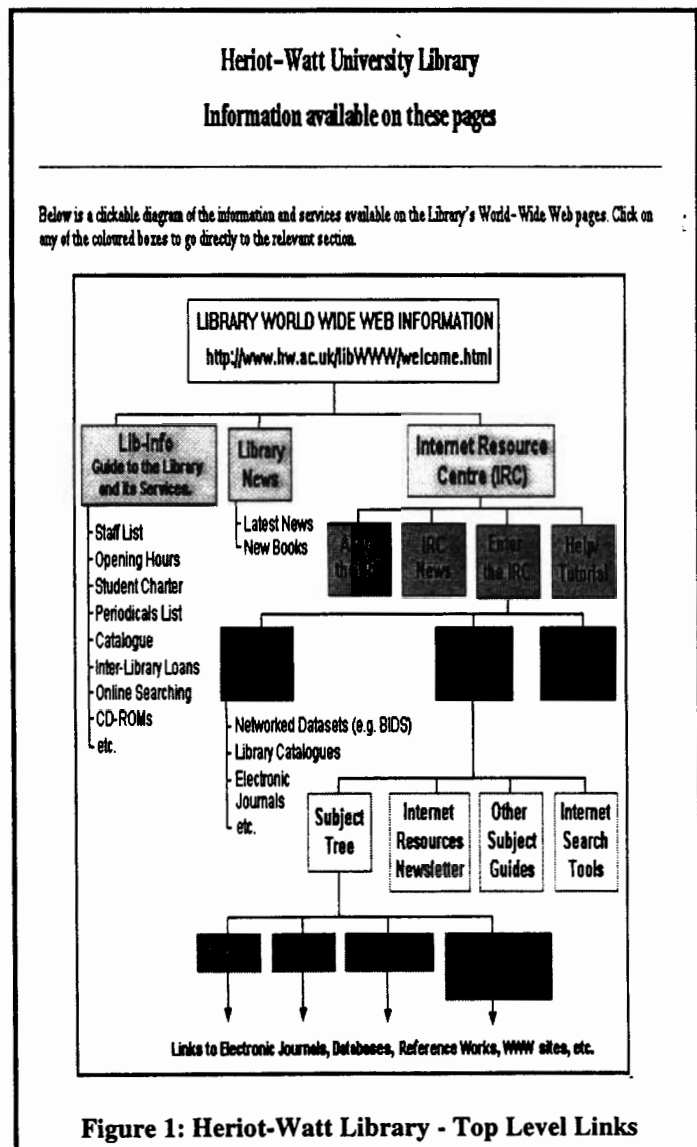 Heriot-Watt University Library
Information available on these pages
Below is a clickable diagram of the information and services available on the Library's World-Wide Web pages. Click on
any of the coloured boxes to go directly to the relevant section.
LIBRARY WORLD WIDE WEB INFORMATION
http://www.hw.ac.uk/libWWW/welcome.html
Lib-Info
Guide to the Library
and its Services.
Library
News
Internet Resource
Centre (IRC)
Staff List
Opening Hours
Student Charter
Periodicals List
Catalogue
Inter-Library Loans
Online Searching
CD-ROMs
etc.
Latest News
New Books
IRC
News
Enter
the IRC
Help/
Tutorial
Networked Datasets (e.g. BIDS)
Library Catalogues
Electronic
Journals
etc.
Subject
Tree
Internet
Resources
Newsletter
Other
Subject
Guides
Internet
Search
Tools
Links to Electronic Journals, Databases, Reference Works, WWW sites, etc.
Figure 1: Heriot-Watt Library - Top Level Links